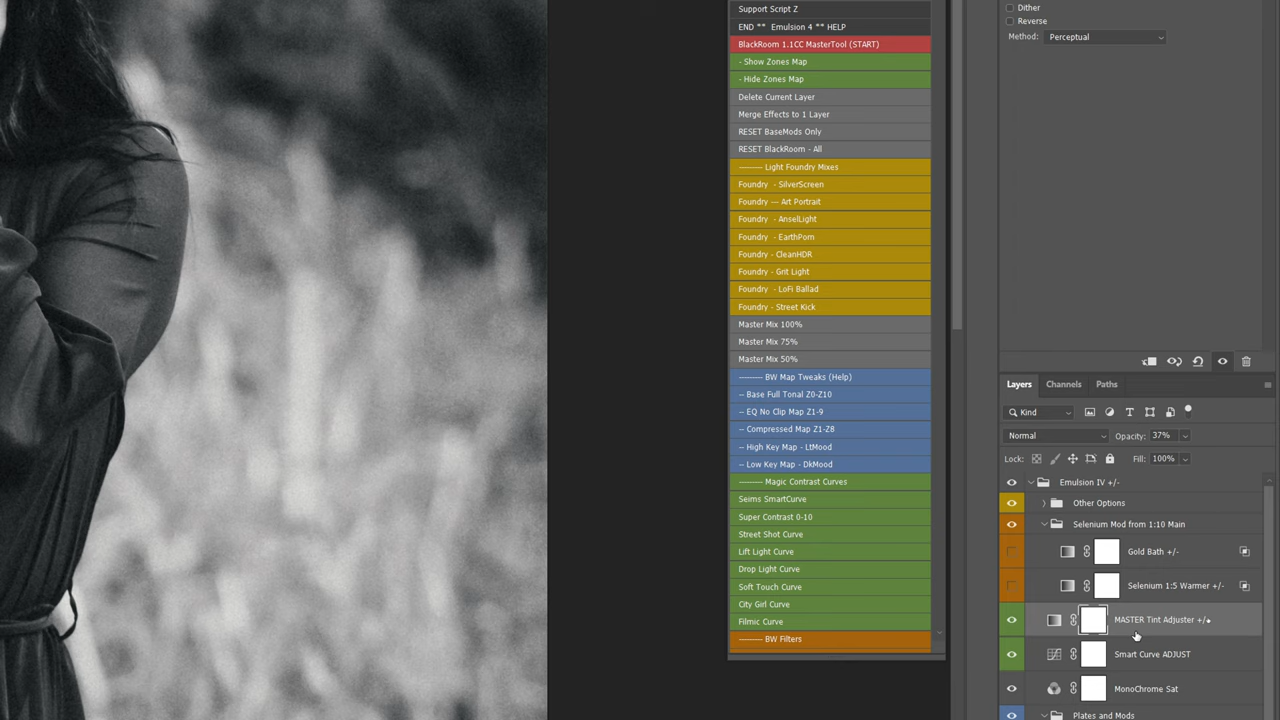 Support Script Z
END ** Emulsion 4 ** HELP
BlackRoom 1.1CC MasterTool (START)
- Show Zones Map
- Hide Zones Map
Delete Current Layer
Merge Effects to 1 Layer
RESET BaseMods Only
RESET BlackRoom - All
-------- Light Foundry Mixes
Foundry - SilverScreen
Foundry --- Art Portrait
Foundry - AnselLight
Foundry - EarthPorn
Foundry - CleanHDR
Foundry - Grit Light
Foundry - LoFi Ballad
Foundry - Street Kick
Master Mix 100%
Master Mix 75%
Master Mix 50%
-------- BW Map Tweaks (Help)
-- Base Full Tonal Z0-Z10
-- EQ No Clip Map Z1-9
-- Compressed Map Z1-Z8
-- High Key Map - LtMood
-- Low Key Map - DkMood
-------- Magic Contrast Curves
Seims SmartCurve
Super Contrast 0-10
Street Shot Curve
Lift Light Curve
Drop Light Curve
Soft Touch Curve
City Girl Curve
Filmic Curve
-------- BW Filters
Dither
Reverse
Method: Perceptual
Layers Channels Paths
Kind
Normal Opacity: 37%
Lock: Fill: 100%
Emulsion IV +/-
Other Options
Selenium Mod from 1:10 Main
Gold Bath +/-
Selenium 1:5 Warmer +/-
MASTER Tint Adjuster +/⬥
Smart Curve ADJUST
MonoChrome Sat
Plates and Mods